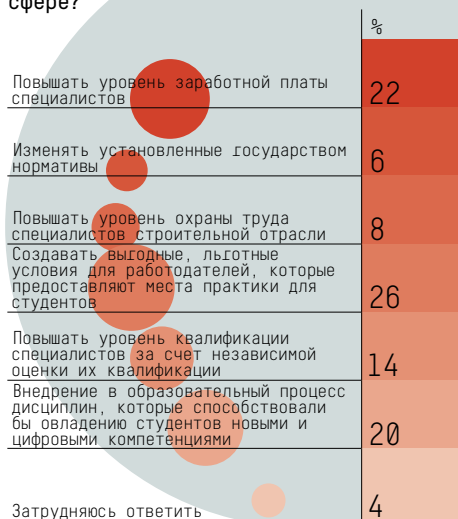 сфере?
%
Повышать уровень заработной платы
специалистов
22
Изменять установленные государством
нормативы
6
Повышать уровень охраны труда
специалистов строительной отрасли
8
Создавать выгодные, льготные
условия для работодателей, которые
предоставляют места практики для
студентов
26
Повышать уровень квалификации
специалистов за счет независимой
оценки их квалификации
14
Внедрение в образовательный процесс
дисциплин, которые способствовали
бы овладению студентов новыми и
цифровыми компетенциями
20
Затрудняюсь ответить
4